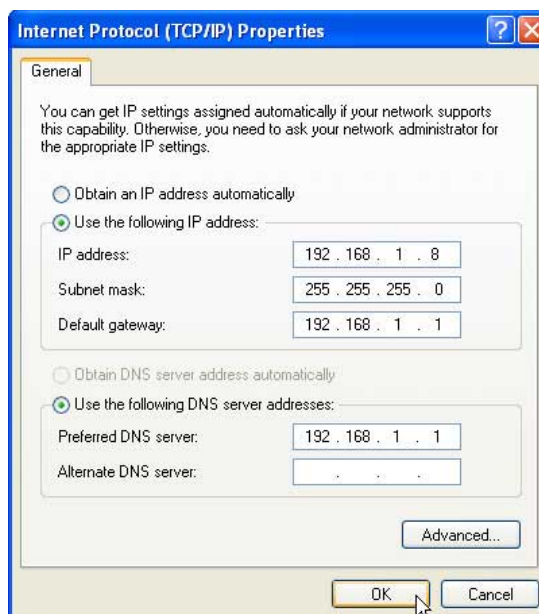 Internet Protocol (TCP/IP) Properties
General
You can get IP settings assigned automatically if your network supports
this capability. Otherwise, you need to ask your network administrator for
the appropriate IP settings.
Obtain an IP address automatically
Use the following IP address:
IP address: 192 . 168 . 1 . 8
Subnet mask: 255 . 255 . 255 . 0
Default gateway: 192 . 168 . 1 . 1
Obtain DNS server address automatically
Use the following DNS server addresses:
Preferred DNS server: 192 . 168 . 1 . 1
Alternate DNS server: . . .
Advanced...
OK Cancel